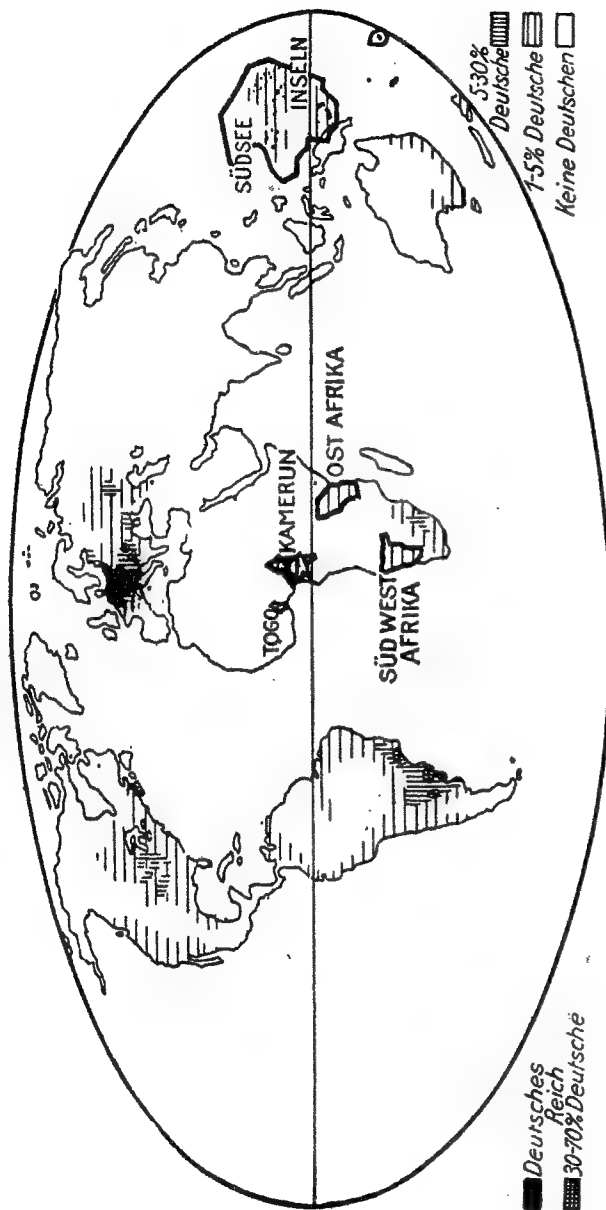 SÜDSEE
INSELN
TOGO
KAMERUN
OST AFRIKA
SÜD WEST
AFRIKA
Deutsches
Reich
30-70% Deutsche
5-30%
Deutsche
1-5% Deutsche
Keine Deutschen